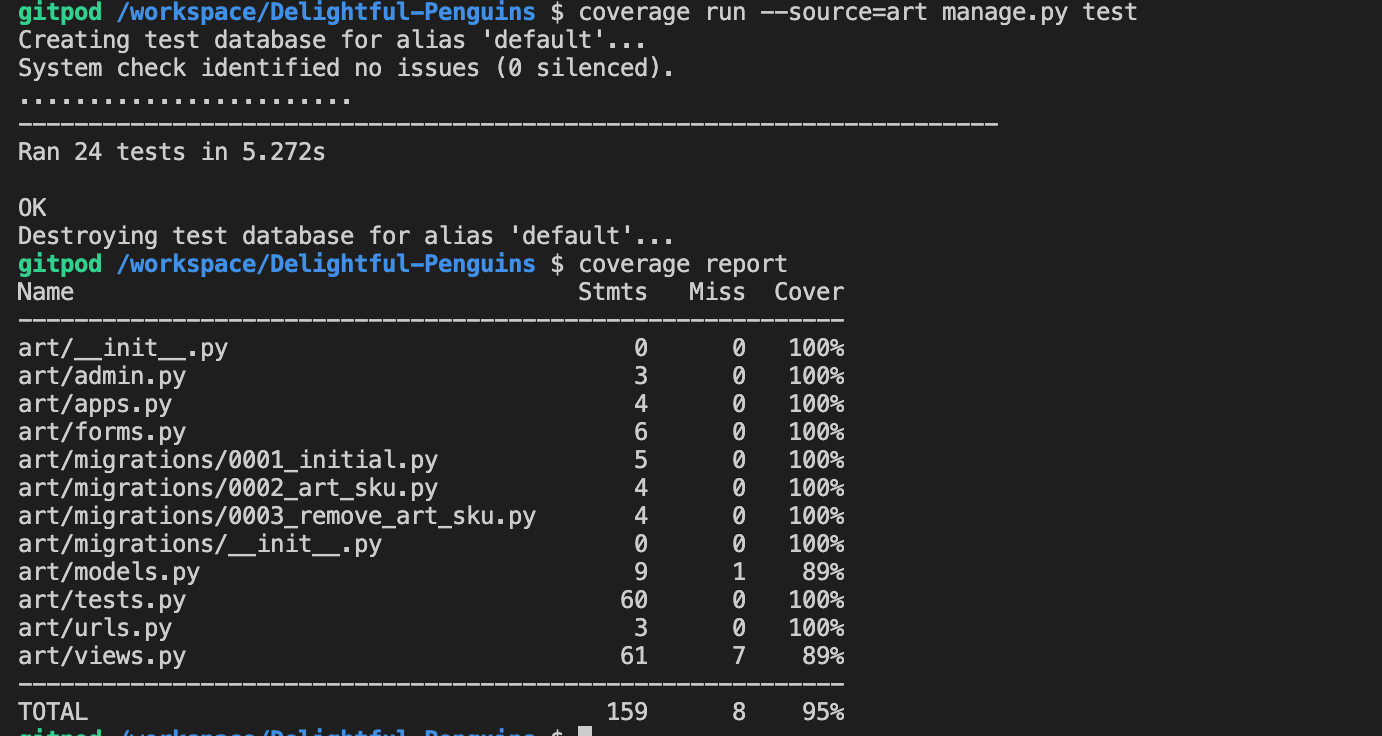 gitpod /workspace/Delightful-Penguins $ coverage run --source=art manage.py test
Creating test database for alias 'default'...
System check identified no issues (0 silenced).
........................
----------------------------------------------------------------------
Ran 24 tests in 5.272s
OK
Destroying test database for alias 'default'...
gitpod /workspace/Delightful-Penguins $ coverage report
Name                                    Stmts   Miss  Cover
-----------------------------------------------------------
art/__init__.py                             0      0   100%
art/admin.py                                3      0   100%
art/apps.py                                 4      0   100%
art/forms.py                                6      0   100%
art/migrations/0001_initial.py              5      0   100%
art/migrations/0002_art_sku.py              4      0   100%
art/migrations/0003_remove_art_sku.py       4      0   100%
art/migrations/__init__.py                  0      0   100%
art/models.py                               9      1    89%
art/tests.py                               60      0   100%
art/urls.py                                 3      0   100%
art/views.py                               61      7    89%
-----------------------------------------------------------
TOTAL                                     159      8    95%
gitpod /workspace/Delightful-Penguins $